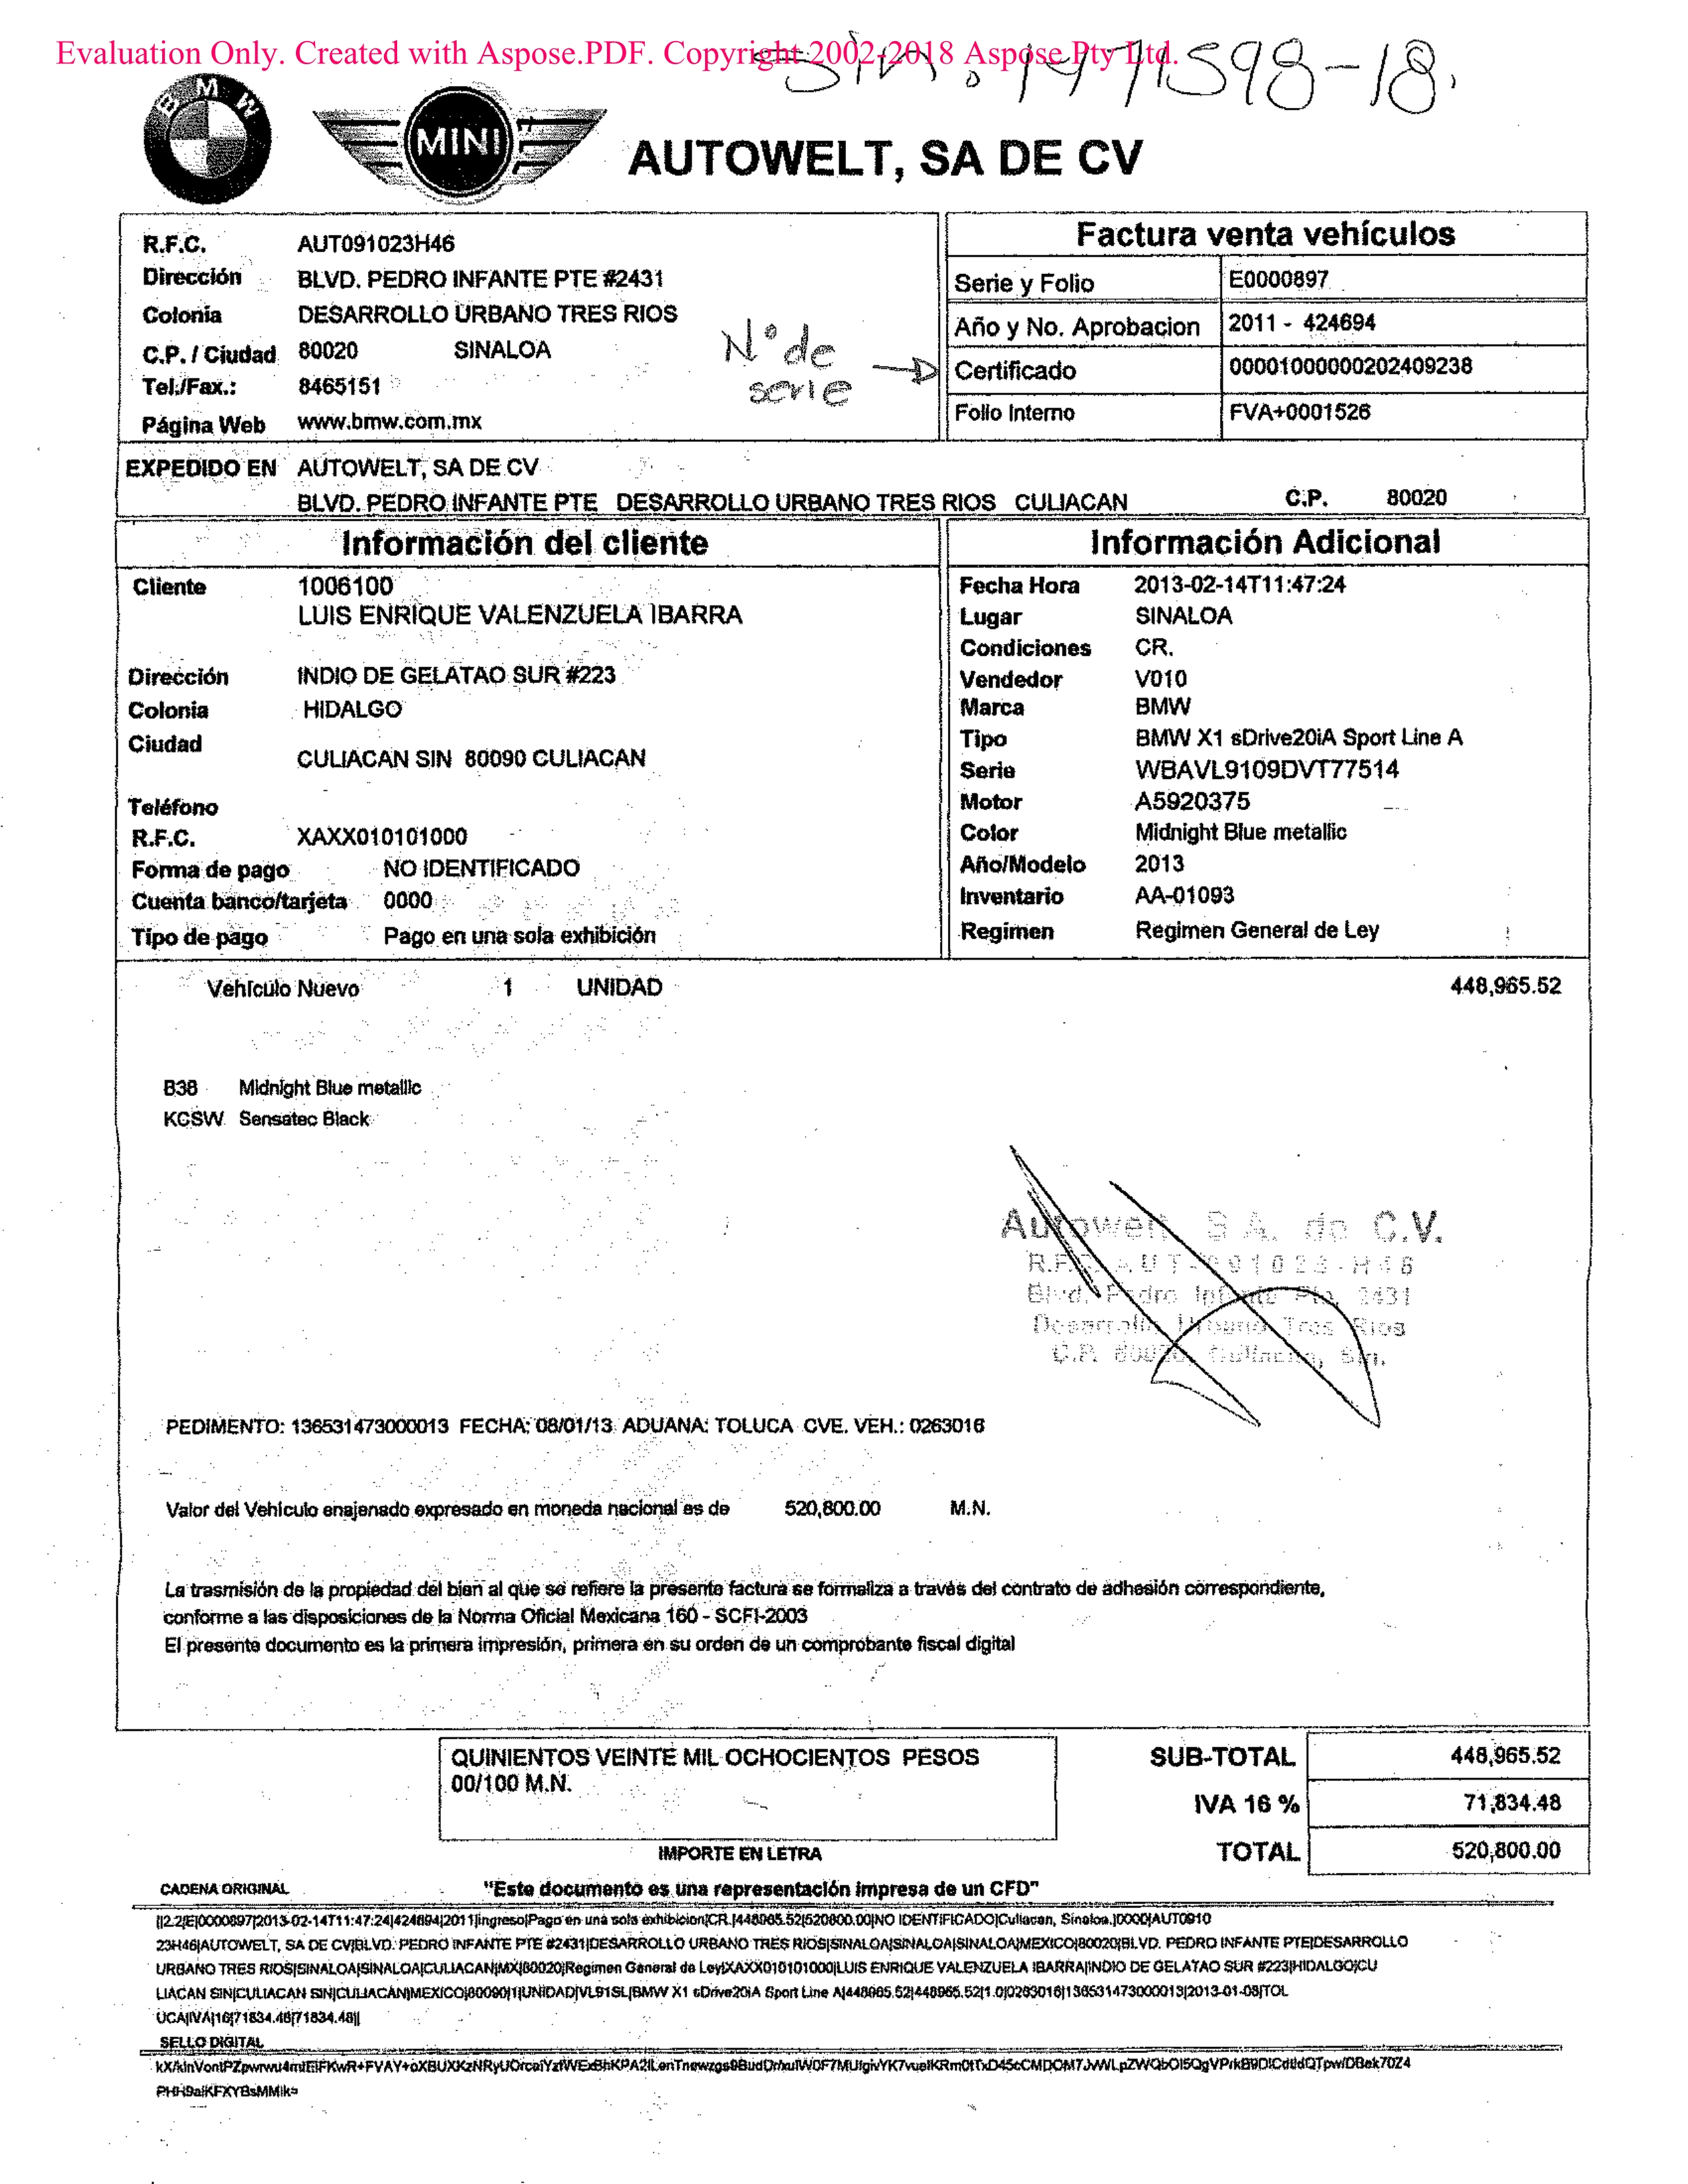 Evaluation Only. Created with Aspose.PDF. Copyright 2002-2018 Aspose Pty Ltd.
Sin. 1471598-18.
BMW
MINI
AUTOWELT, SA DE CV
R.F.C. AUT091023H46
Dirección BLVD. PEDRO INFANTE PTE #2431
Colonia DESARROLLO URBANO TRES RIOS
C.P. / Ciudad 80020 SINALOA
Tel./Fax.: 8465151
Página Web www.bmw.com.mx
N° de
serie
Factura venta vehículos
Serie y Folio E0000897
Año y No. Aprobacion 2011 - 424694
Certificado 00001000000202409238
Folio Interno FVA+0001526
EXPEDIDO EN AUTOWELT, SA DE CV
BLVD. PEDRO INFANTE PTE DESARROLLO URBANO TRES RIOS CULIACAN C.P. 80020
Información del cliente
Cliente 1006100
LUIS ENRIQUE VALENZUELA IBARRA
Dirección INDIO DE GELATAO SUR #223
Colonia HIDALGO
Ciudad
CULIACAN SIN 80090 CULIACAN
Teléfono
R.F.C. XAXX010101000
Forma de pago NO IDENTIFICADO
Cuenta banco/tarjeta 0000
Tipo de pago Pago en una sola exhibición
Información Adicional
Fecha Hora 2013-02-14T11:47:24
Lugar SINALOA
Condiciones CR.
Vendedor V010
Marca BMW
Tipo BMW X1 sDrive20iA Sport Line A
Serie WBAVL9109DVT77514
Motor A5920375
Color Midnight Blue metallic
Año/Modelo 2013
Inventario AA-01093
Regimen Regimen General de Ley
Vehículo Nuevo 1 UNIDAD 448,965.52
B38 Midnight Blue metallic
KCSW Sensatec Black
Autowelt S.A. de C.V.
R.F.C. AUT-091023-H46
Blvd. Pedro Infante Pte. 2431
Desarrollo Urbano Tres Rios
C.P. 80020 Culiacan, Sin.
PEDIMENTO: 136531473000013 FECHA: 08/01/13 ADUANA: TOLUCA CVE. VEH.: 0263016
Valor del Vehículo enajenado expresado en moneda nacional es de 520,800.00 M.N.
La trasmisión de la propiedad del bien al que se refiere la presente factura se formaliza a través del contrato de adhesión correspondiente,
conforme a las disposiciones de la Norma Oficial Mexicana 160 - SCFI-2003
El presente documento es la primera impresión, primera en su orden de un comprobante fiscal digital
QUINIENTOS VEINTE MIL OCHOCIENTOS PESOS
00/100 M.N.
IMPORTE EN LETRA
SUB-TOTAL 448,965.52
IVA 16 % 71,834.48
TOTAL 520,800.00
CADENA ORIGINAL "Este documento es una representación impresa de un CFD"
||2.2|E|0000897|2013-02-14T11:47:24|424694|2011|ingreso|Pago en una sola exhibicion|CR.|448965.52|520800.00|NO IDENTIFICADO|Culiacan, Sinaloa.|0000|AUT0910
23H46|AUTOWELT, SA DE CV|BLVD. PEDRO INFANTE PTE #2431|DESARROLLO URBANO TRES RIOS|SINALOA|SINALOA|SINALOA|MEXICO|80020|BLVD. PEDRO INFANTE PTE|DESARROLLO
URBANO TRES RIOS|SINALOA|SINALOA|CULIACAN|MX|80020|Regimen General de Ley|XAXX010101000|LUIS ENRIQUE VALENZUELA IBARRA|INDIO DE GELATAO SUR #223|HIDALGO|CU
LIACAN SIN|CULIACAN SIN|CULIACAN|MEXICO|80090|1|UNIDAD|VL91SL|BMW X1 sDrive20iA Sport Line A|448965.52|448965.52|1.0|0263016|136531473000013|2013-01-08|TOL
UCA|IVA|16|71834.48|71834.48||
SELLO DIGITAL